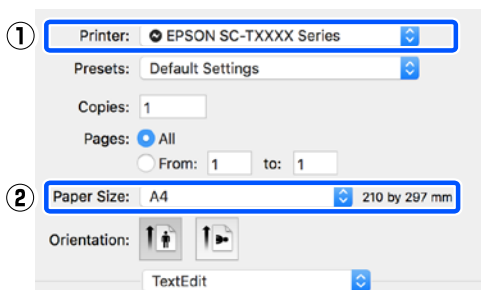 ① Printer: EPSON SC-TXXXX Series
Presets: Default Settings
Copies: 1
Pages: All
From: 1 to: 1
② Paper Size: A4 210 by 297 mm
Orientation:
TextEdit